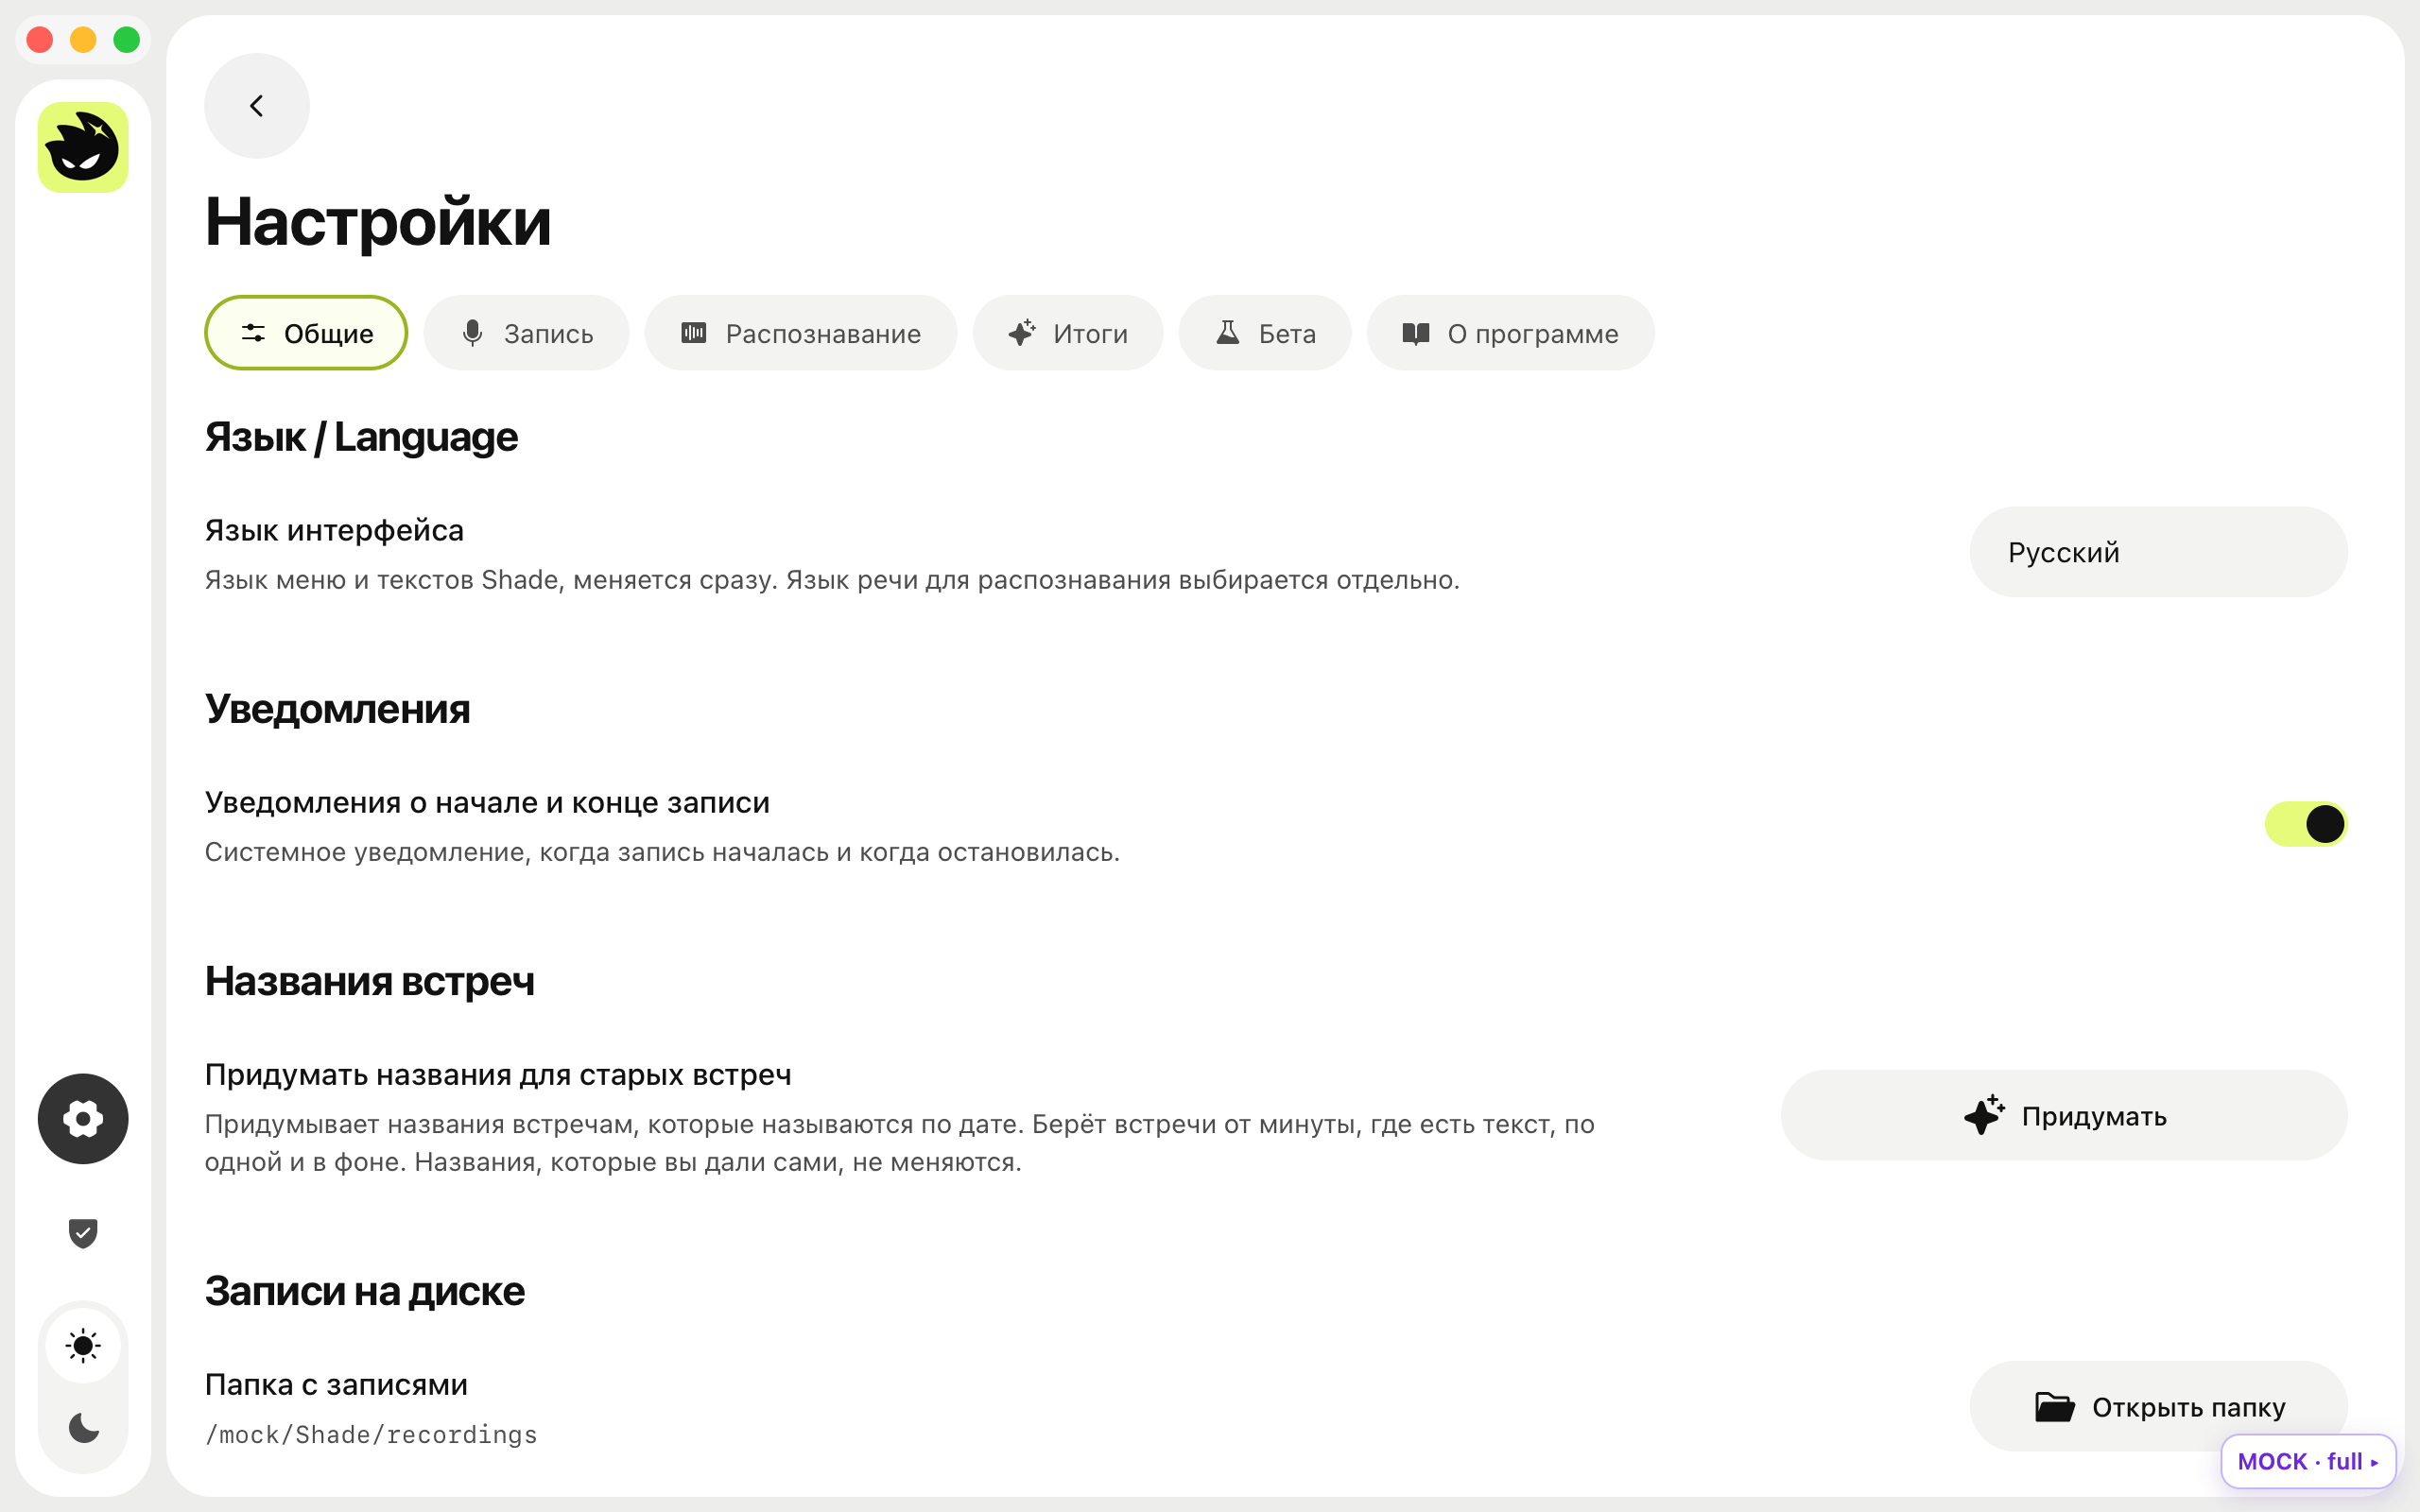 Настройки
Общие
Запись
Распознавание
Итоги
Бета
О программе
Язык / Language
Язык интерфейса
Язык меню и текстов Shade, меняется сразу. Язык речи для распознавания выбирается отдельно.
Русский
Уведомления
Уведомления о начале и конце записи
Системное уведомление, когда запись началась и когда остановилась.
Названия встреч
Придумать названия для старых встреч
Придумывает названия встречам, которые называются по дате. Берёт встречи от минуты, где есть текст, по
одной и в фоне. Названия, которые вы дали сами, не меняются.
Придумать
Записи на диске
Папка с записями
/mock/Shade/recordings
Открыть папку
MOCK · full ▸